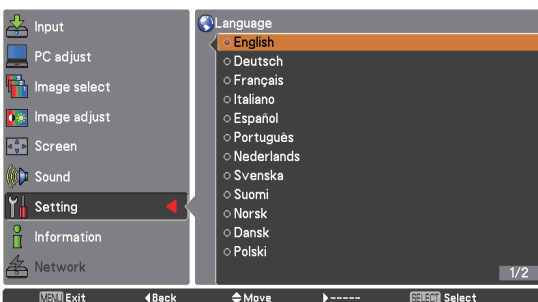 Input
PC adjust
Image select
Image adjust
Screen
Sound
Setting
Information
Network
Language
English
Deutsch
Français
Italiano
Español
Português
Nederlands
Svenska
Suomi
Norsk
Dansk
Polski
1/2
MENU Exit
Back
Move
-----
SELECT Select